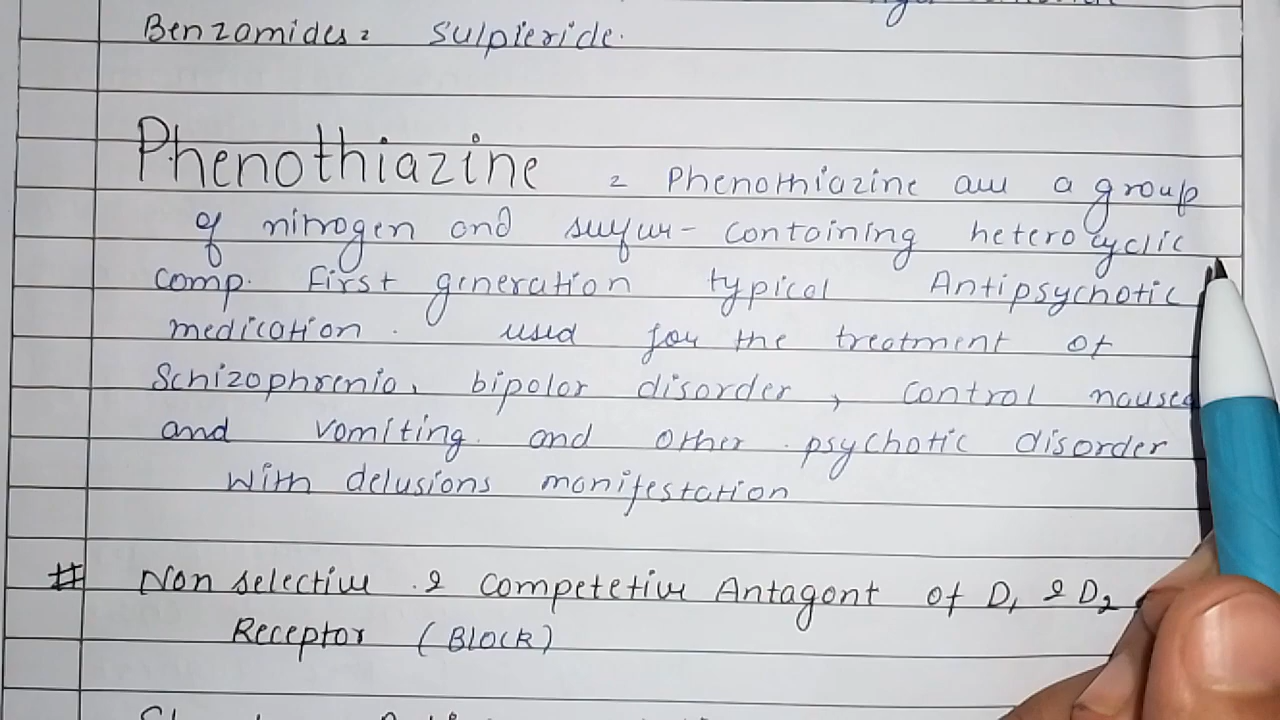 Benzamides = Sulpieride.
Phenothiazine = Phenothiazine are a group
of nitrogen and sulfur - containing heterocyclic
comp. First generation typical Antipsychotic
medication . used for the treatment of
Schizophrenia, bipolar disorder , control nausea
and vomiting and other psychotic disorder
with delusions manifestation
# Non selective & Competetive Antagont of D1 & D2
Receptor (BLOCK)